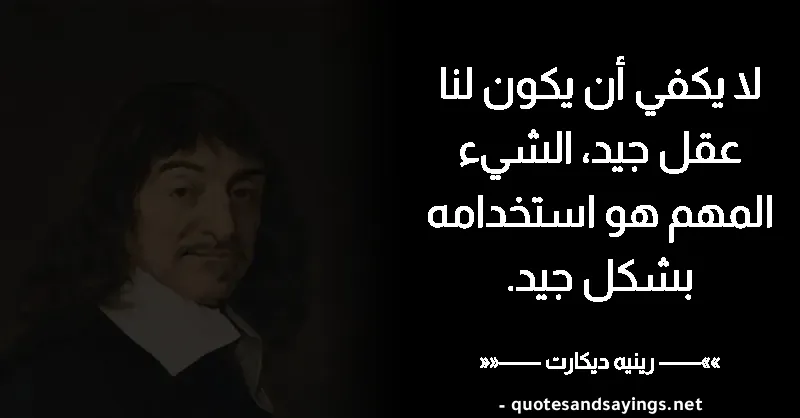 لا يكفي أن يكون لنا
عقل جيد، الشيء
المهم هو استخدامه
بشكل جيد.
»»—— رينيه ديكارت ——««
- quotesandsayings.net